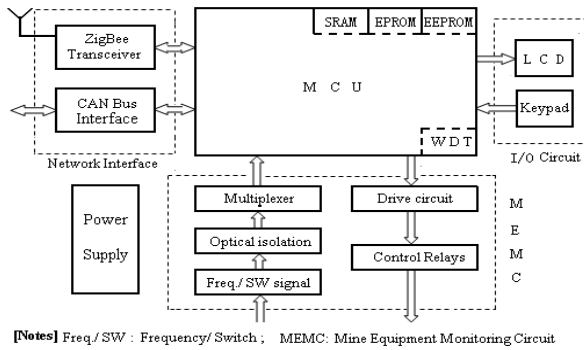 SRAM EPROM EEPROM
ZigBee
Transceiver
M C U
L C D
CAN Bus
Interface
Keypad
WDT
Network Interface
I/O Circuit
Multiplexer
Drive circuit
Power
Supply
Optical isolation
Control Relays
Freq./ SW signal
M
E
M
C
[Notes] Freq./ SW : Frequency/ Switch ; MEMC: Mine Equipment Monitoring Circuit